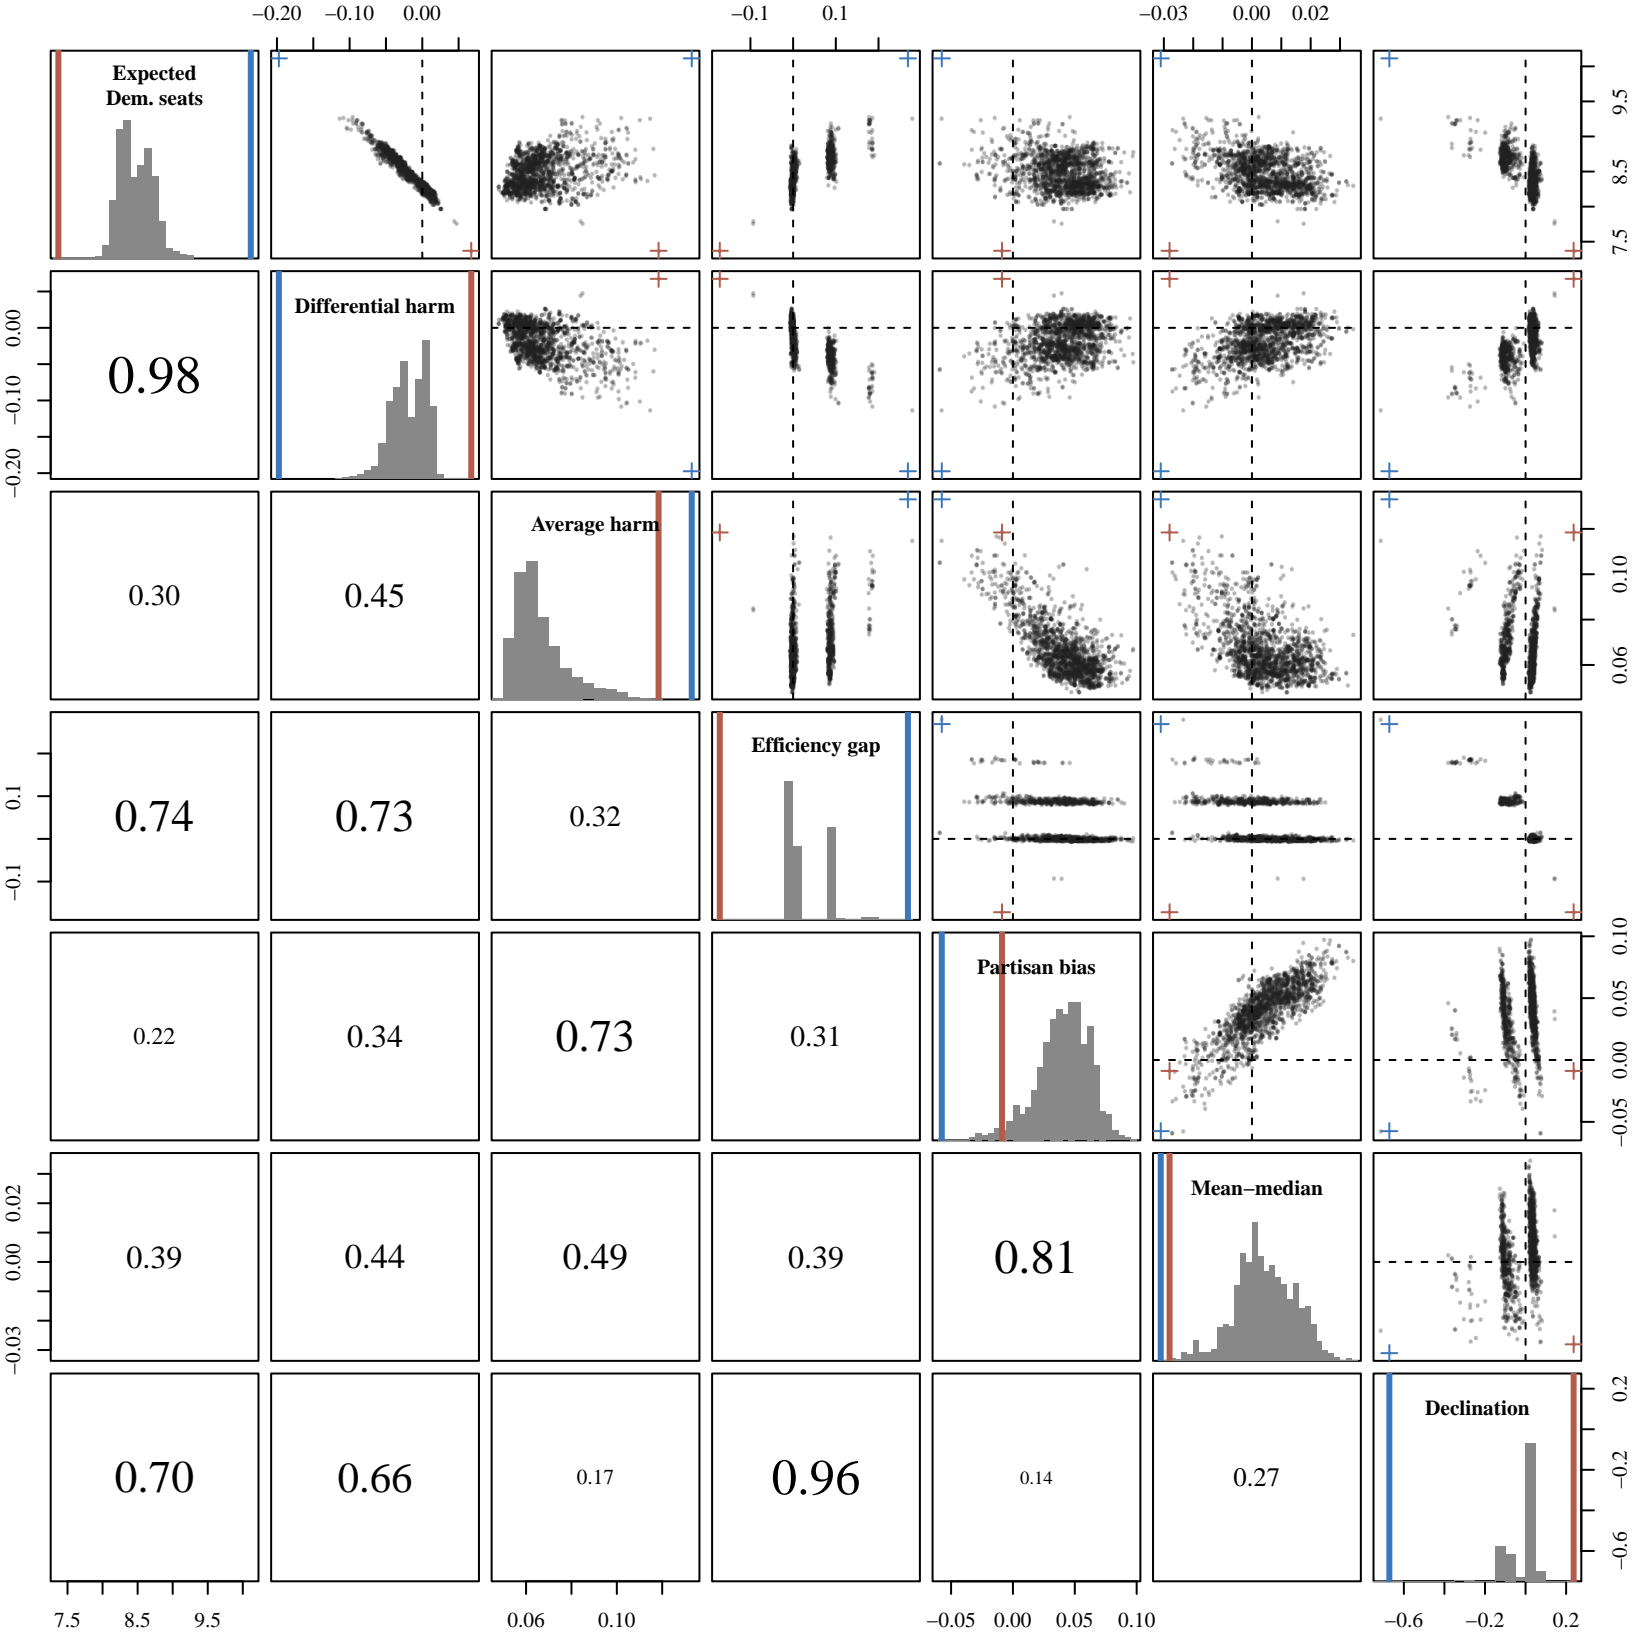 −0.20 −0.10 0.00 −0.1 0.1 −0.03 0.00 0.02
Expected
Dem. seats
7.5 8.5 9.5
Differential harm
0.98
−0.20 −0.10 0.00
Average harm
0.30 0.45
0.06 0.10
Efficiency gap
0.74 0.73 0.32
−0.1 0.1
Partisan bias
0.22 0.34 0.73 0.31
−0.05 0.00 0.05 0.10
Mean−median
0.39 0.44 0.49 0.39 0.81
−0.03 0.00 0.02
Declination
0.70 0.66 0.17 0.96 0.14 0.27
−0.6 −0.2 0.2
7.5 8.5 9.5 0.06 0.10 −0.05 0.00 0.05 0.10 −0.6 −0.2 0.2